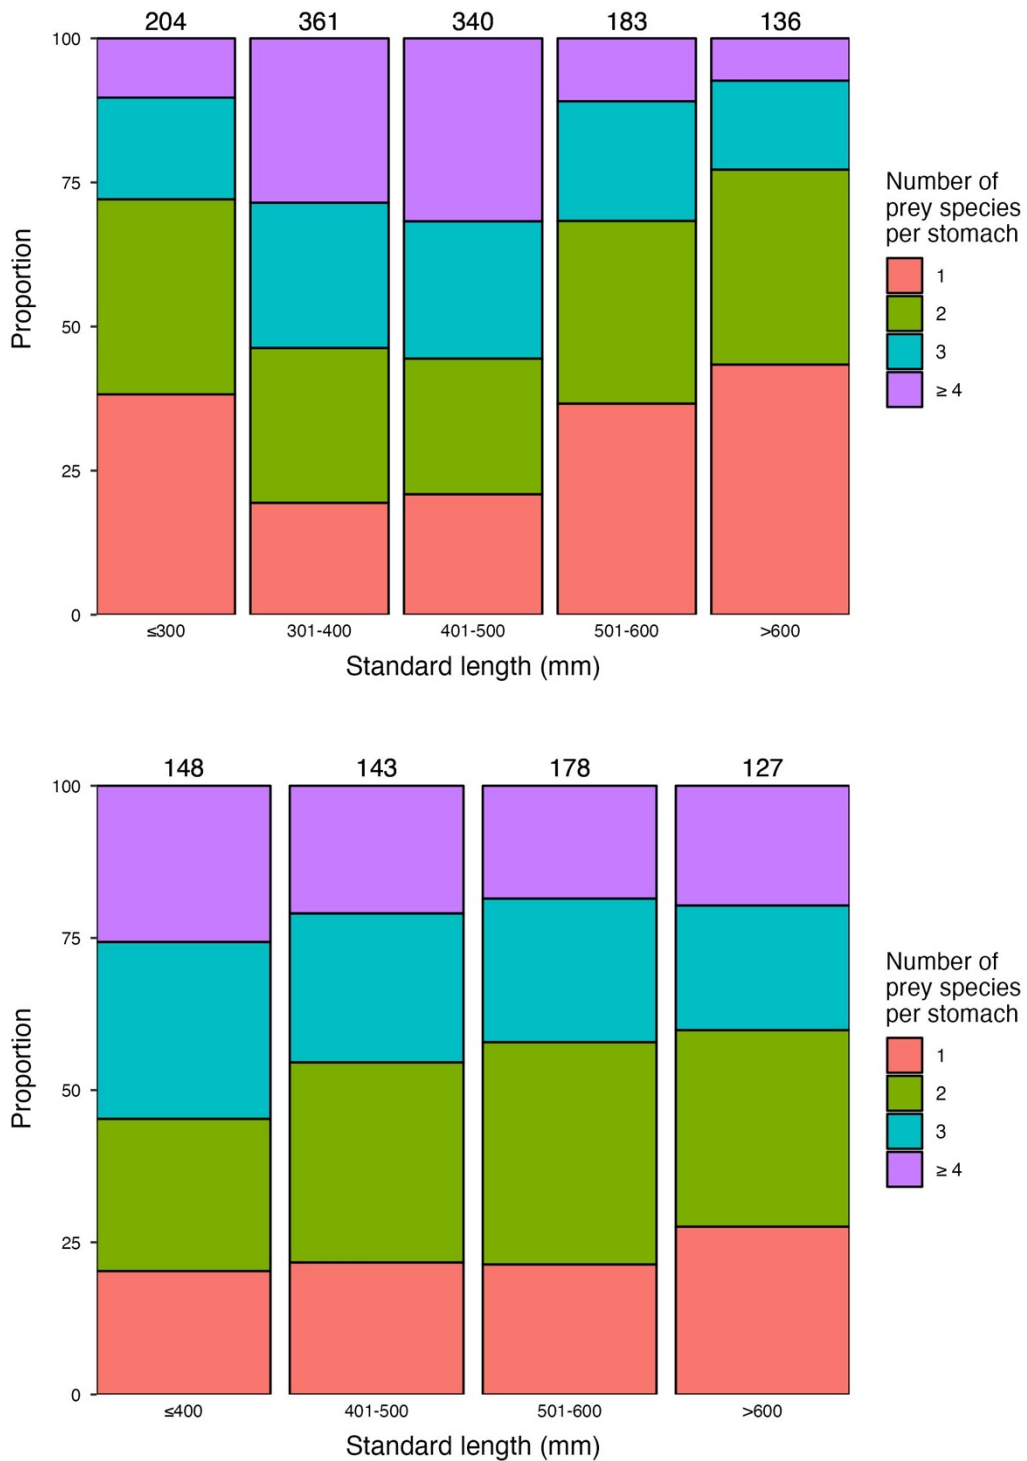 204 361 340 183 136
100
75
50
25
0
Proportion
≤300 301-400 401-500 501-600 >600
Standard length (mm)
Number of
prey species
per stomach
1
2
3
≥ 4
148 143 178 127
100
75
50
25
0
Proportion
≤400 401-500 501-600 >600
Standard length (mm)
Number of
prey species
per stomach
1
2
3
≥ 4